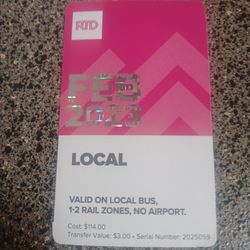 RTD
FEB
2023
LOCAL
VALID ON LOCAL BUS,
1-2 RAIL ZONES, NO AIRPORT.
Cost: $114.00
Transfer Value: $3.00 • Serial Number: 2025059